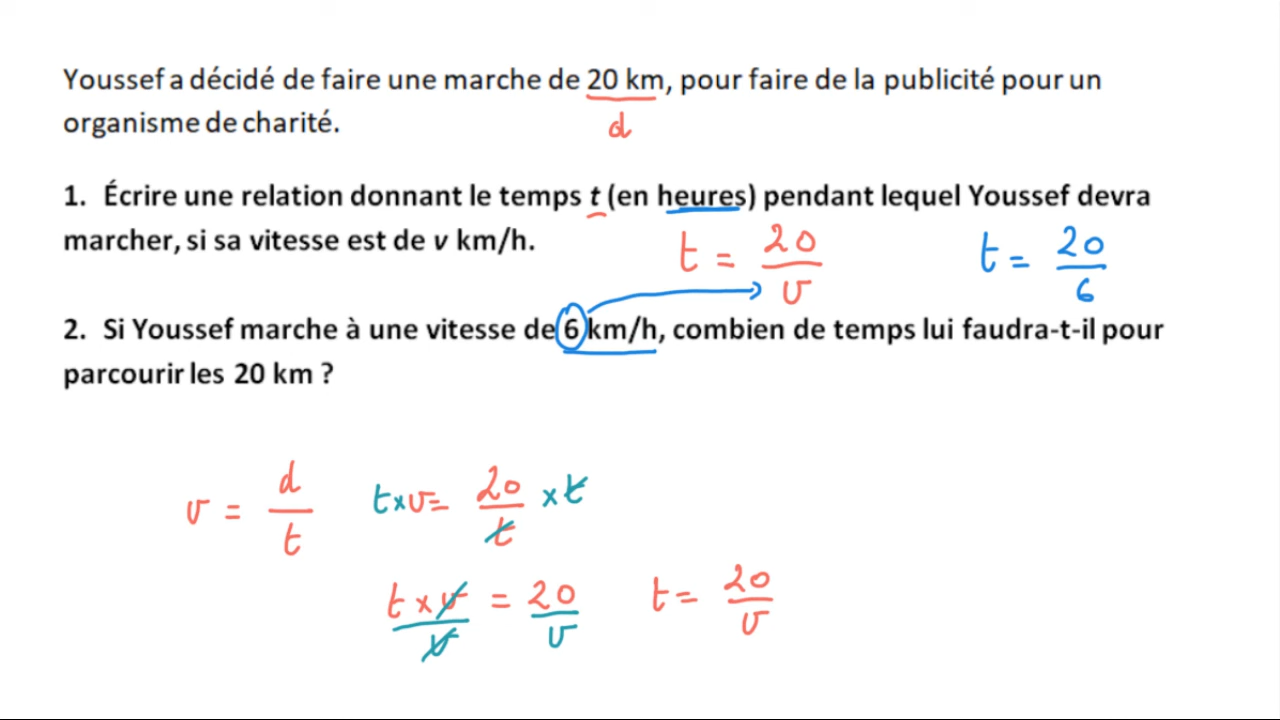 Youssef a décidé de faire une marche de 20 km, pour faire de la publicité pour un
organisme de charité.
d
1. Écrire une relation donnant le temps t (en heures) pendant lequel Youssef devra
marcher, si sa vitesse est de v km/h.
t = 20/v
t = 20/6
2. Si Youssef marche à une vitesse de 6 km/h, combien de temps lui faudra-t-il pour
parcourir les 20 km ?
v = d/t
t×v = 20/t × t
t × v/v = 20/v
t = 20/v